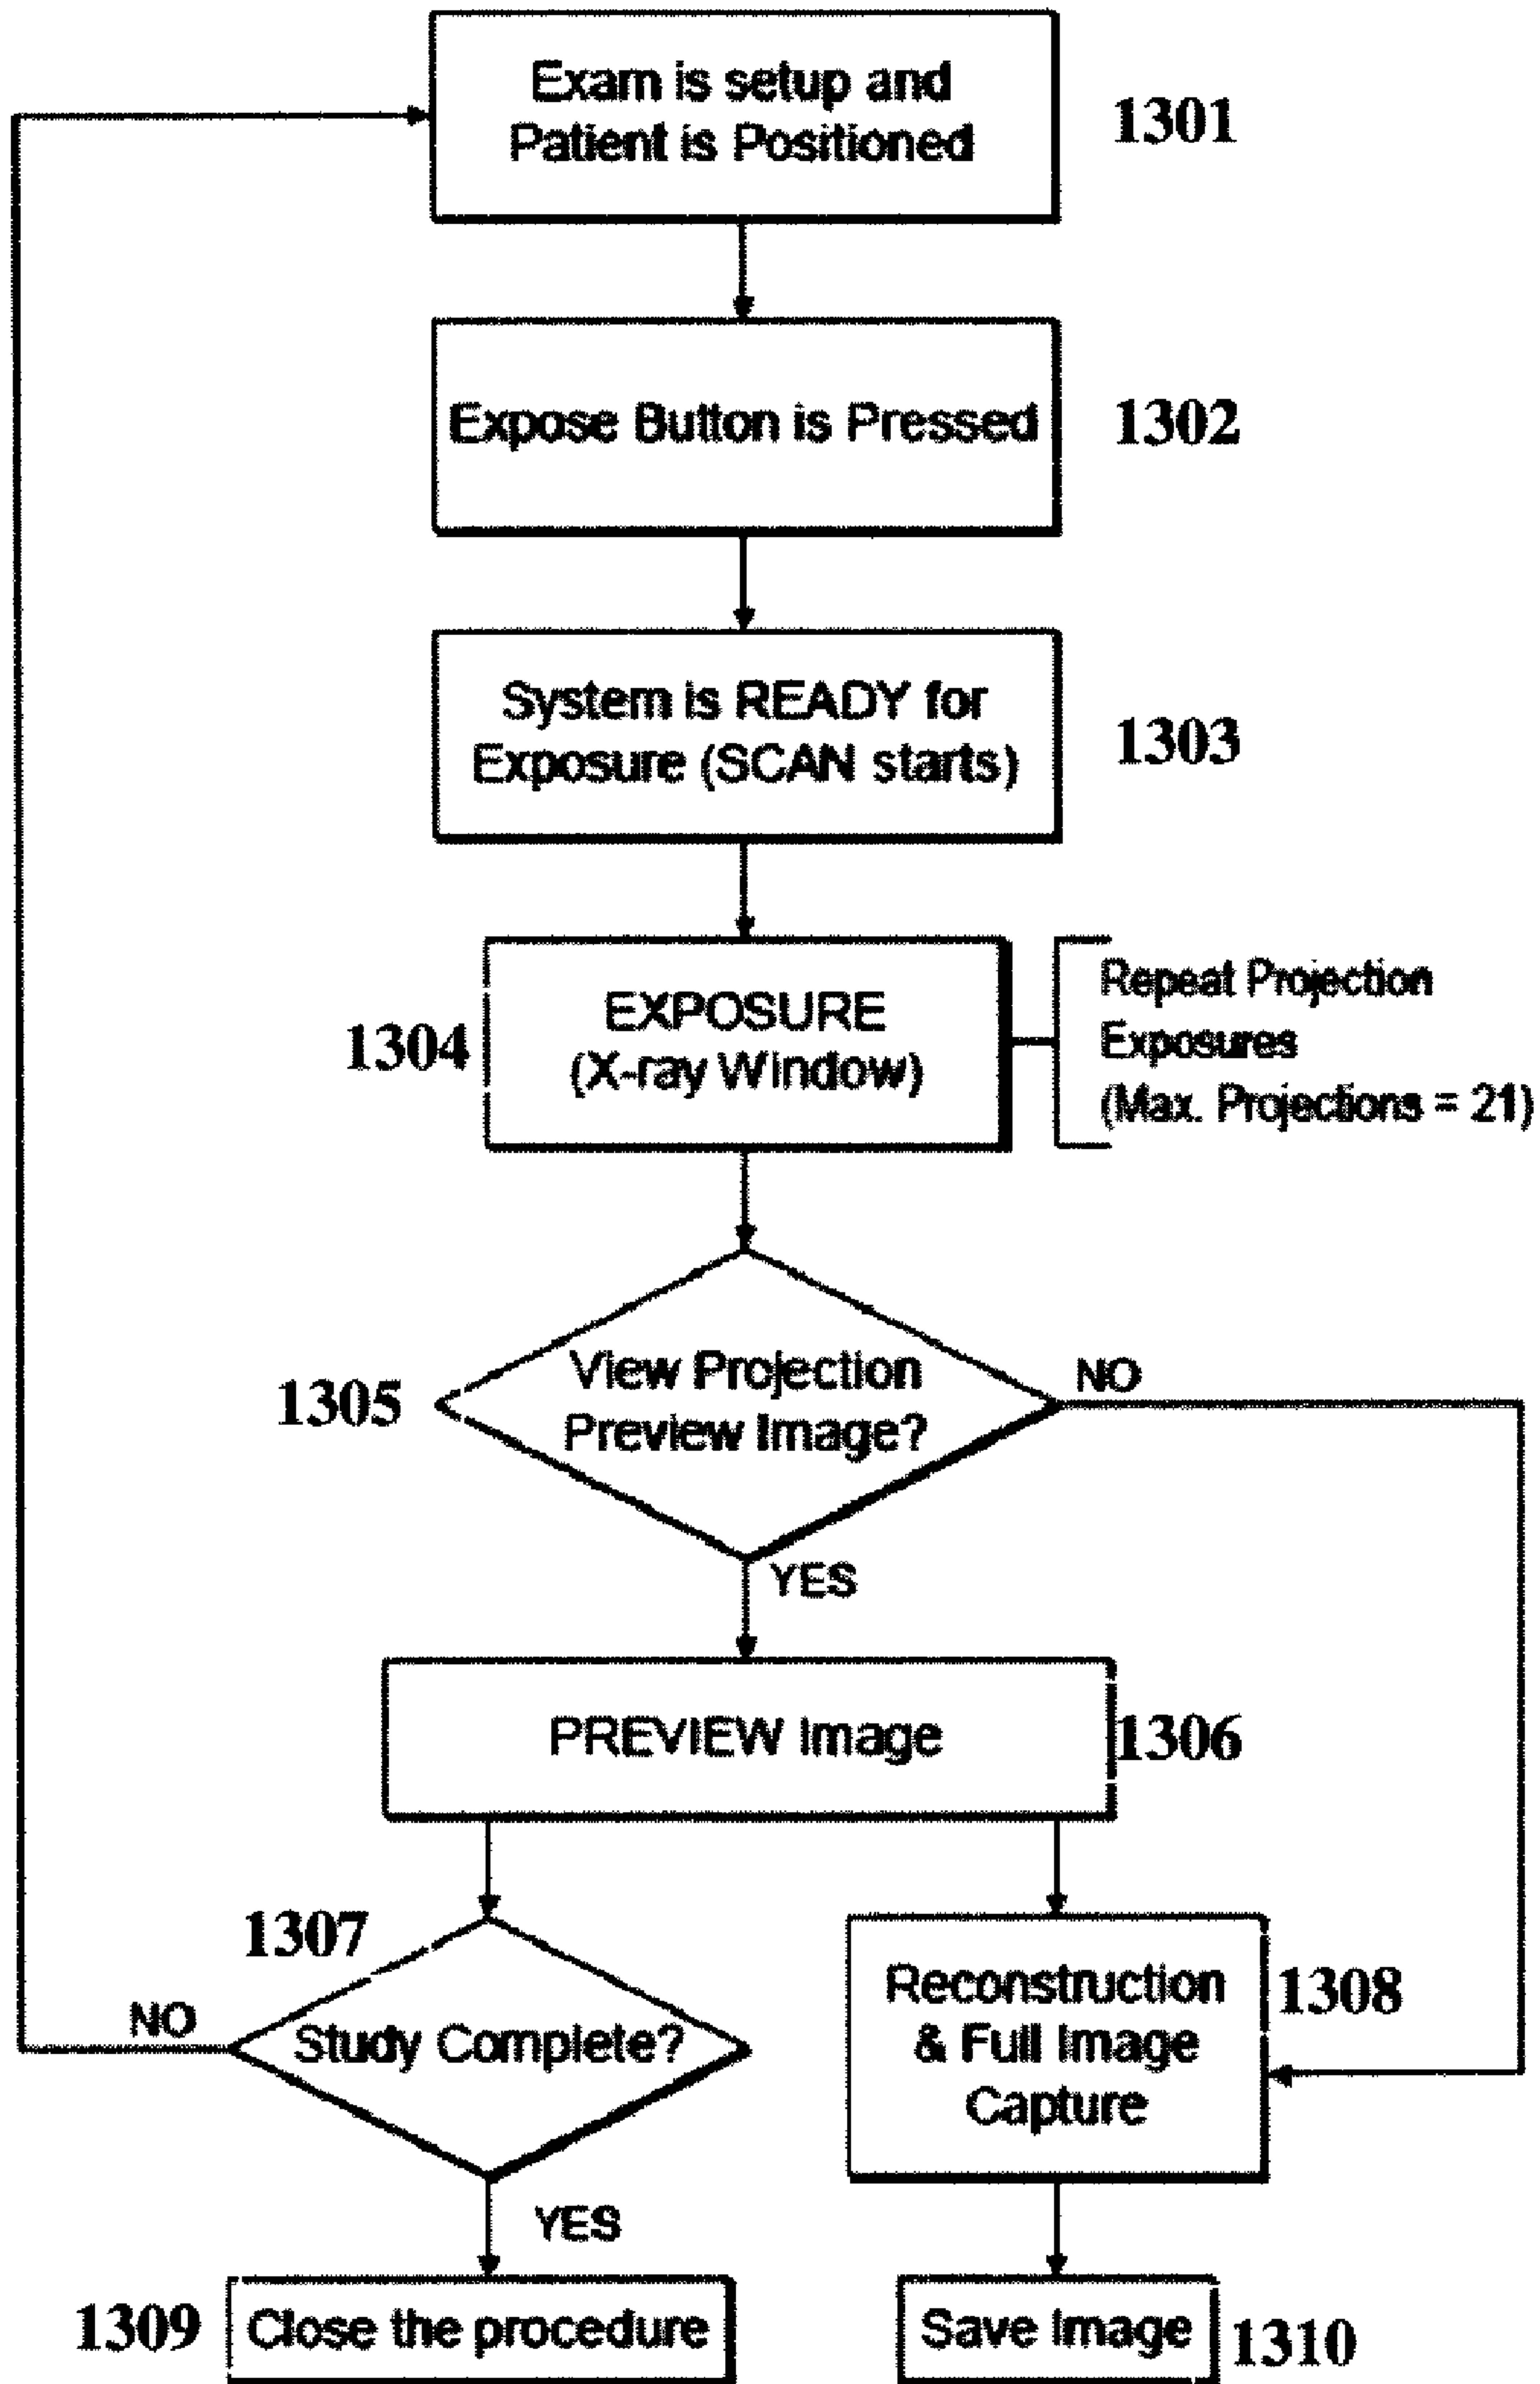 Exam is setup and
Patient is Positioned
1301
Expose Button is Pressed
1302
System is READY for
Exposure (SCAN starts)
1303
1304
EXPOSURE
(X-ray Window)
Repeat Projection
Exposures
(Max. Projections = 21)
1305
View Projection
Preview Image?
NO
YES
PREVIEW Image
1306
1307
NO
Study Complete?
YES
Reconstruction
& Full Image
Capture
1308
1309
Close the procedure
Save Image
1310